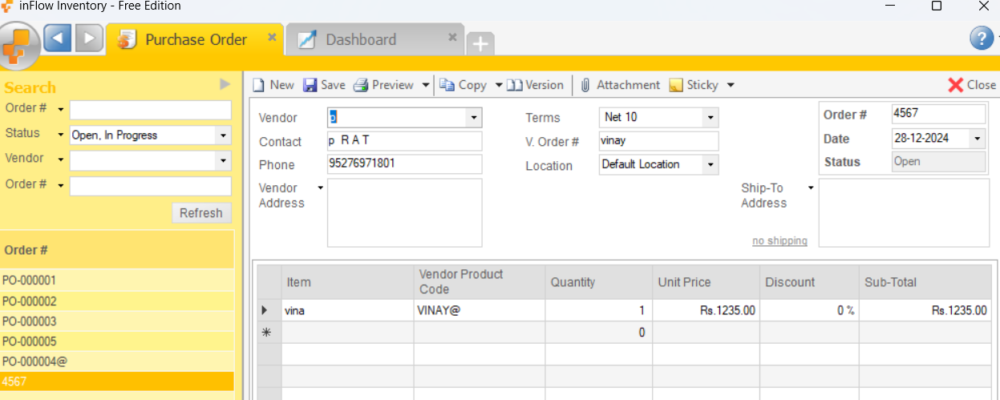 inFlow Inventory - Free Edition
Purchase Order
Dashboard
Search
Order #
Status Open, In Progress
Vendor
Order #
Refresh
Order #
PO-000001
PO-000002
PO-000003
PO-000005
PO-000004@
4567
New Save Preview Copy Version Attachment Sticky Close
Vendor p
Contact p R A T
Phone 95276971801
Vendor
Address
Terms Net 10
V. Order # vinay
Location Default Location
Order # 4567
Date 28-12-2024
Status Open
Ship-To
Address
no shipping
Item Vendor Product Code Quantity Unit Price Discount Sub-Total
vina VINAY@ 1 Rs.1235.00 0 % Rs.1235.00
0